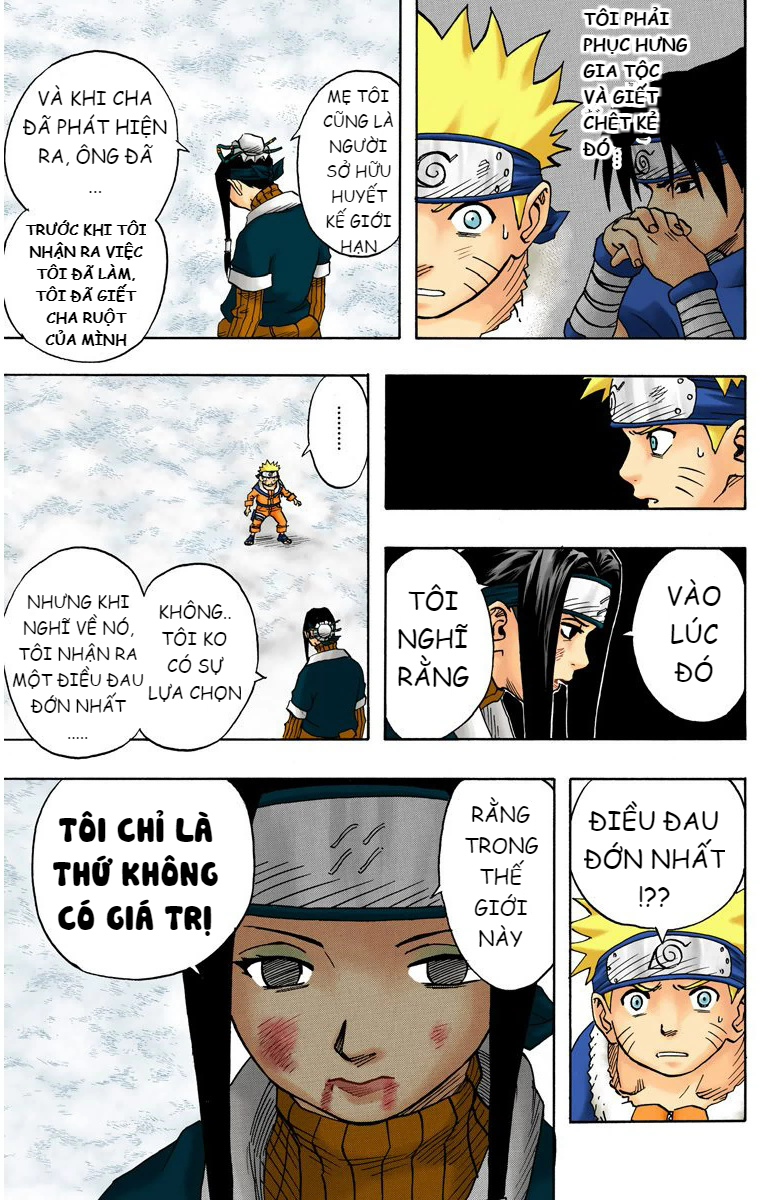 TÔI PHẢI
PHỤC HƯNG
GIA TỘC
VÀ GIẾT
CHẾT KẺ
ĐÓ...
MẸ TÔI
CŨNG LÀ
NGƯỜI
SỞ HỮU
HUYẾT
KẾ GIỚI
HẠN
VÀ KHI CHA
ĐÃ PHÁT HIỆN
RA, ÔNG ĐÃ
...
TRƯỚC KHI TÔI
NHẬN RA VIỆC
TÔI ĐÃ LÀM,
TÔI ĐÃ GIẾT
CHA RUỘT
CỦA MÌNH
VÀO
LÚC
ĐÓ
TÔI
NGHĨ
RẰNG
.........
KHÔNG..
TÔI KO
CÓ SỰ
LỰA CHỌN
NHƯNG KHI
NGHĨ VỀ NÓ,
TÔI NHẬN RA
MỘT ĐIỀU ĐAU
ĐỚN NHẤT
.....
ĐIỀU ĐAU
ĐỚN NHẤT
!??
RẰNG
TRONG
THẾ
GIỚI
NÀY
TÔI CHỈ LÀ
THỨ KHÔNG
CÓ GIÁ TRỊ